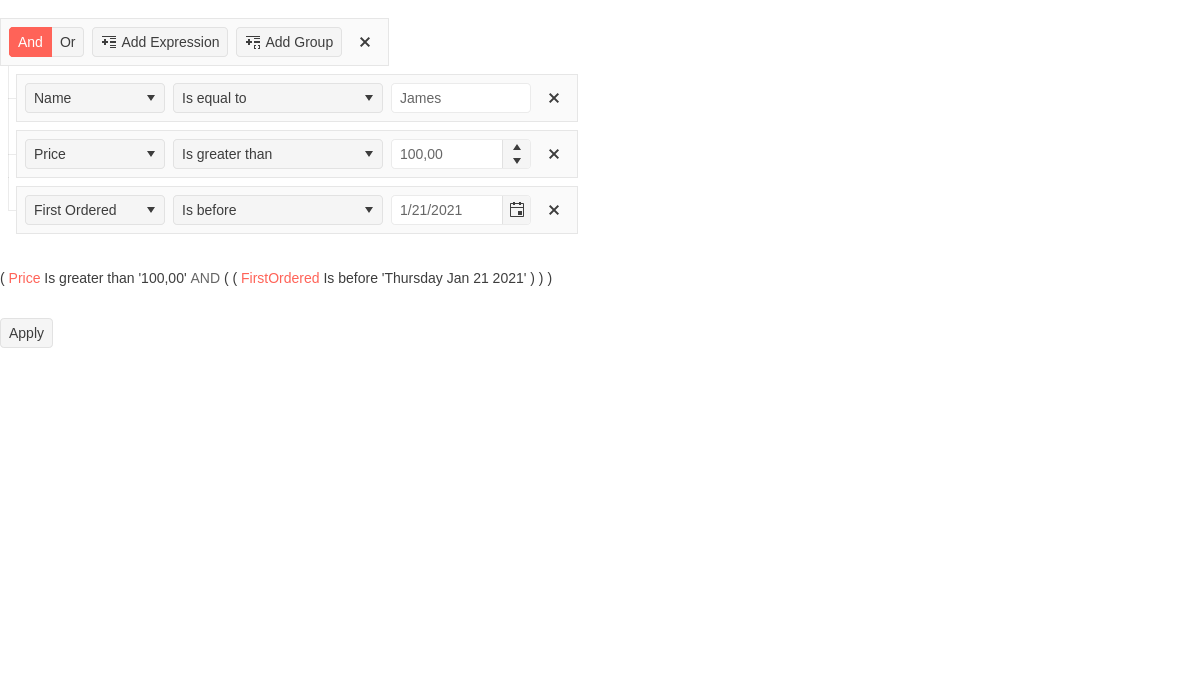 And Or Add Expression Add Group
Name Is equal to James
Price Is greater than 100,00
First Ordered Is before 1/21/2021
( Price Is greater than '100,00' AND ( ( FirstOrdered Is before 'Thursday Jan 21 2021' ) ) )
Apply